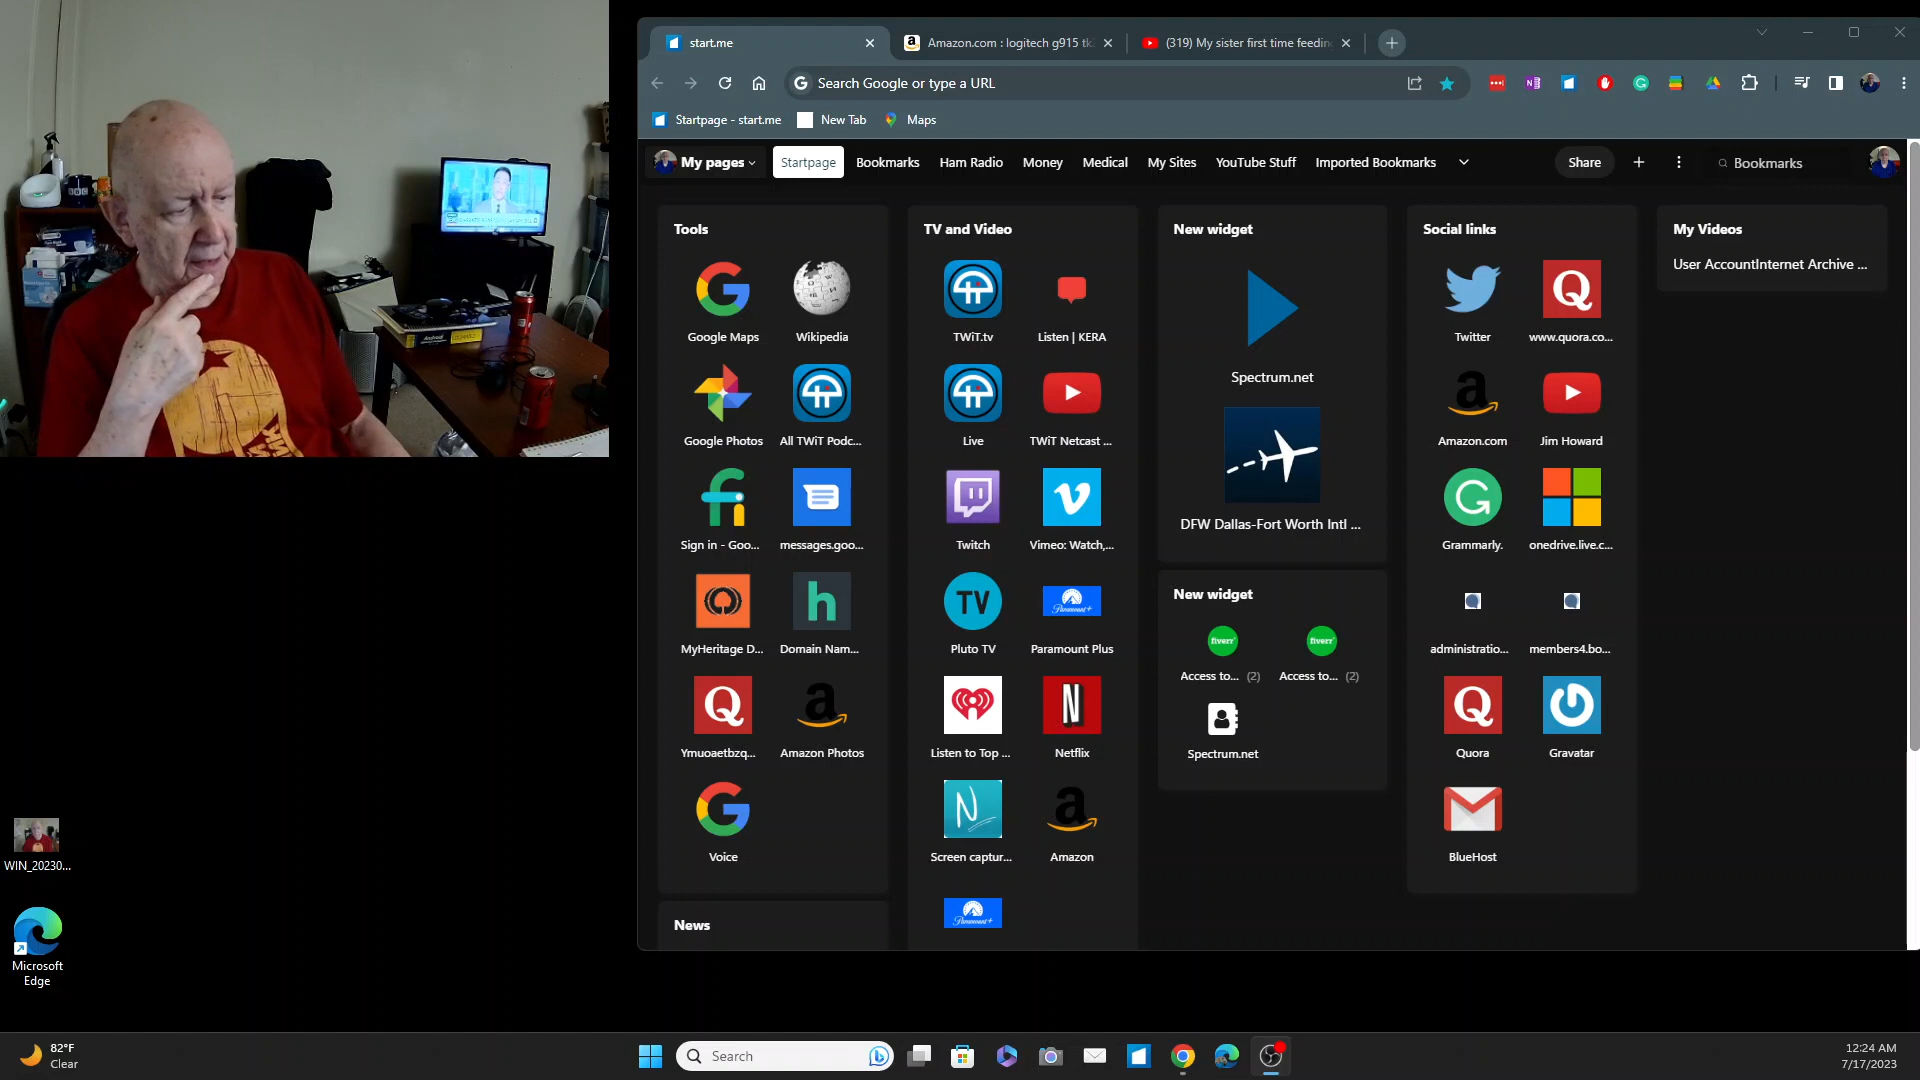 start.me
Amazon.com : logitech g915 tk
(319) My sister first time feedin
Search Google or type a URL
Startpage - start.me
New Tab
Maps
My pages
Startpage
Bookmarks
Ham Radio
Money
Medical
My Sites
YouTube Stuff
Imported Bookmarks
Share
Bookmarks
Tools
Google Maps
Wikipedia
Google Photos
All TWiT Podc...
Sign in - Goo...
messages.goo...
MyHeritage D...
Domain Nam...
Ymuoaetbzq...
Amazon Photos
Voice
News
TV and Video
TWiT.tv
Listen | KERA
Live
TWiT Netcast ...
Twitch
Vimeo: Watch,...
TV
Paramount+
Pluto TV
Paramount Plus
Listen to Top ...
Netflix
Screen captur...
Amazon
Paramount+
New widget
Spectrum.net
DFW Dallas-Fort Worth Intl ...
New widget
fiverr
fiverr
Access to... (2)
Access to... (2)
Spectrum.net
Social links
Twitter
www.quora.co...
Amazon.com
Jim Howard
Grammarly.
onedrive.live.c...
administratio...
members4.bo...
Quora
Gravatar
BlueHost
My Videos
User AccountInternet Archive ...
WIN_20230...
Microsoft
Edge
82°F
Clear
Search
12:24 AM
7/17/2023